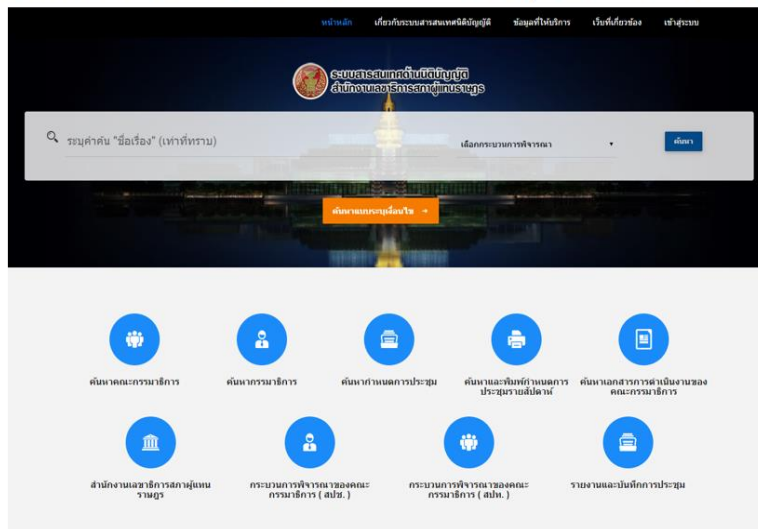 หน้าหลัก เกี่ยวกับระบบสารสนเทศนิติบัญญัติ ข้อมูลที่ให้บริการ เว็บที่เกี่ยวข้อง เข้าสู่ระบบ
ระบบสารสนเทศด้านนิติบัญญัติ
สำนักงานเลขาธิการสภาผู้แทนราษฎร
ระบุคำค้น "ชื่อเรื่อง" (เท่าที่ทราบ) เลือกกระบวนการพิจารณา ค้นหา
ค้นหาแบบระบุเงื่อนไข →
ค้นหาคณะกรรมาธิการ ค้นหากรรมาธิการ ค้นหากำหนดการประชุม ค้นหาและพิมพ์กำหนดการ ค้นหาเอกสารการดำเนินงานของ
ประชุมรายสัปดาห์ คณะกรรมาธิการ
สำนักงานเลขาธิการสภาผู้แทน กระบวนการพิจารณาของคณะ กระบวนการพิจารณาของคณะ รายงานและบันทึกการประชุม
ราษฎร กรรมาธิการ ( สปช. ) กรรมาธิการ ( สปท. )